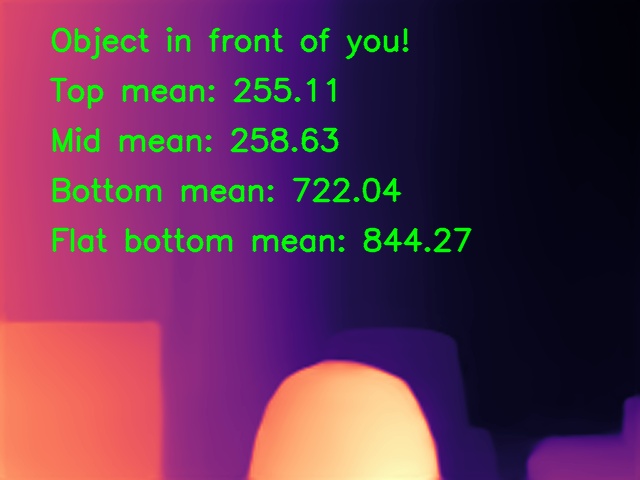 Object in front of you!
Top mean: 255.11
Mid mean: 258.63
Bottom mean: 722.04
Flat bottom mean: 844.27